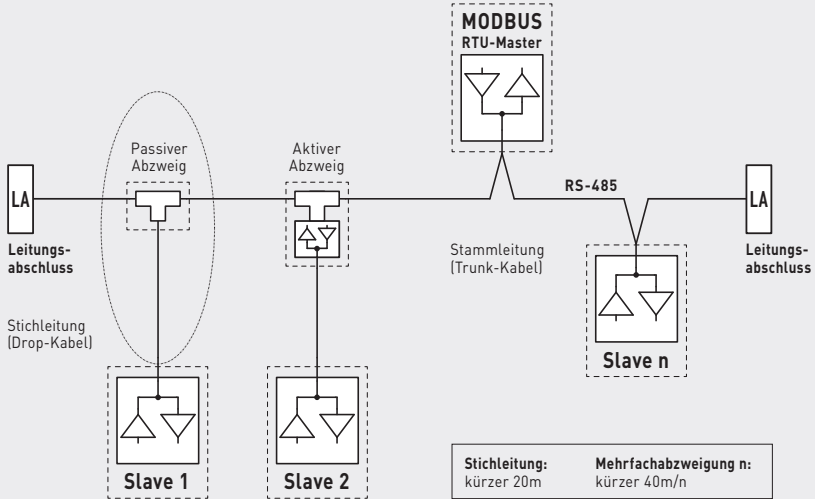 MODBUS
RTU-Master
Passiver
Abzweig
Aktiver
Abzweig
LA
RS-485
LA
Leitungs-
abschluss
Stammleitung
(Trunk-Kabel)
Leitungs-
abschluss
Stichleitung
(Drop-Kabel)
Slave n
Slave 1
Slave 2
Stichleitung: Mehrfachabzweigung n:
kürzer 20m kürzer 40m/n